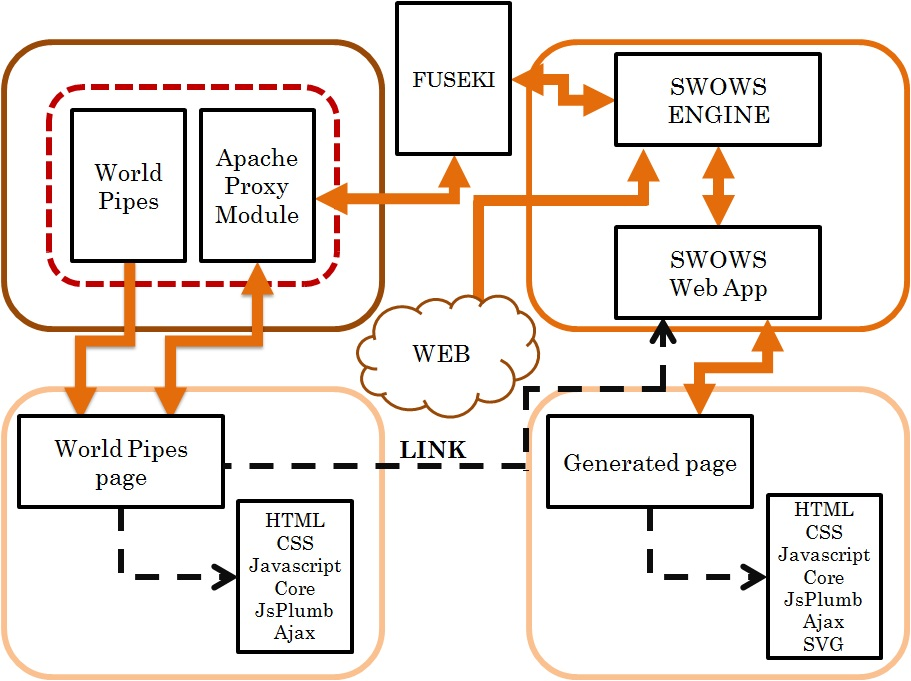 FUSEKI
SWOWS
ENGINE
World
Pipes
Apache
Proxy
Module
SWOWS
Web App
WEB
World Pipes
page
LINK
Generated page
HTML
CSS
Javascript
Core
JsPlumb
Ajax
HTML
CSS
Javascript
Core
JsPlumb
Ajax
SVG